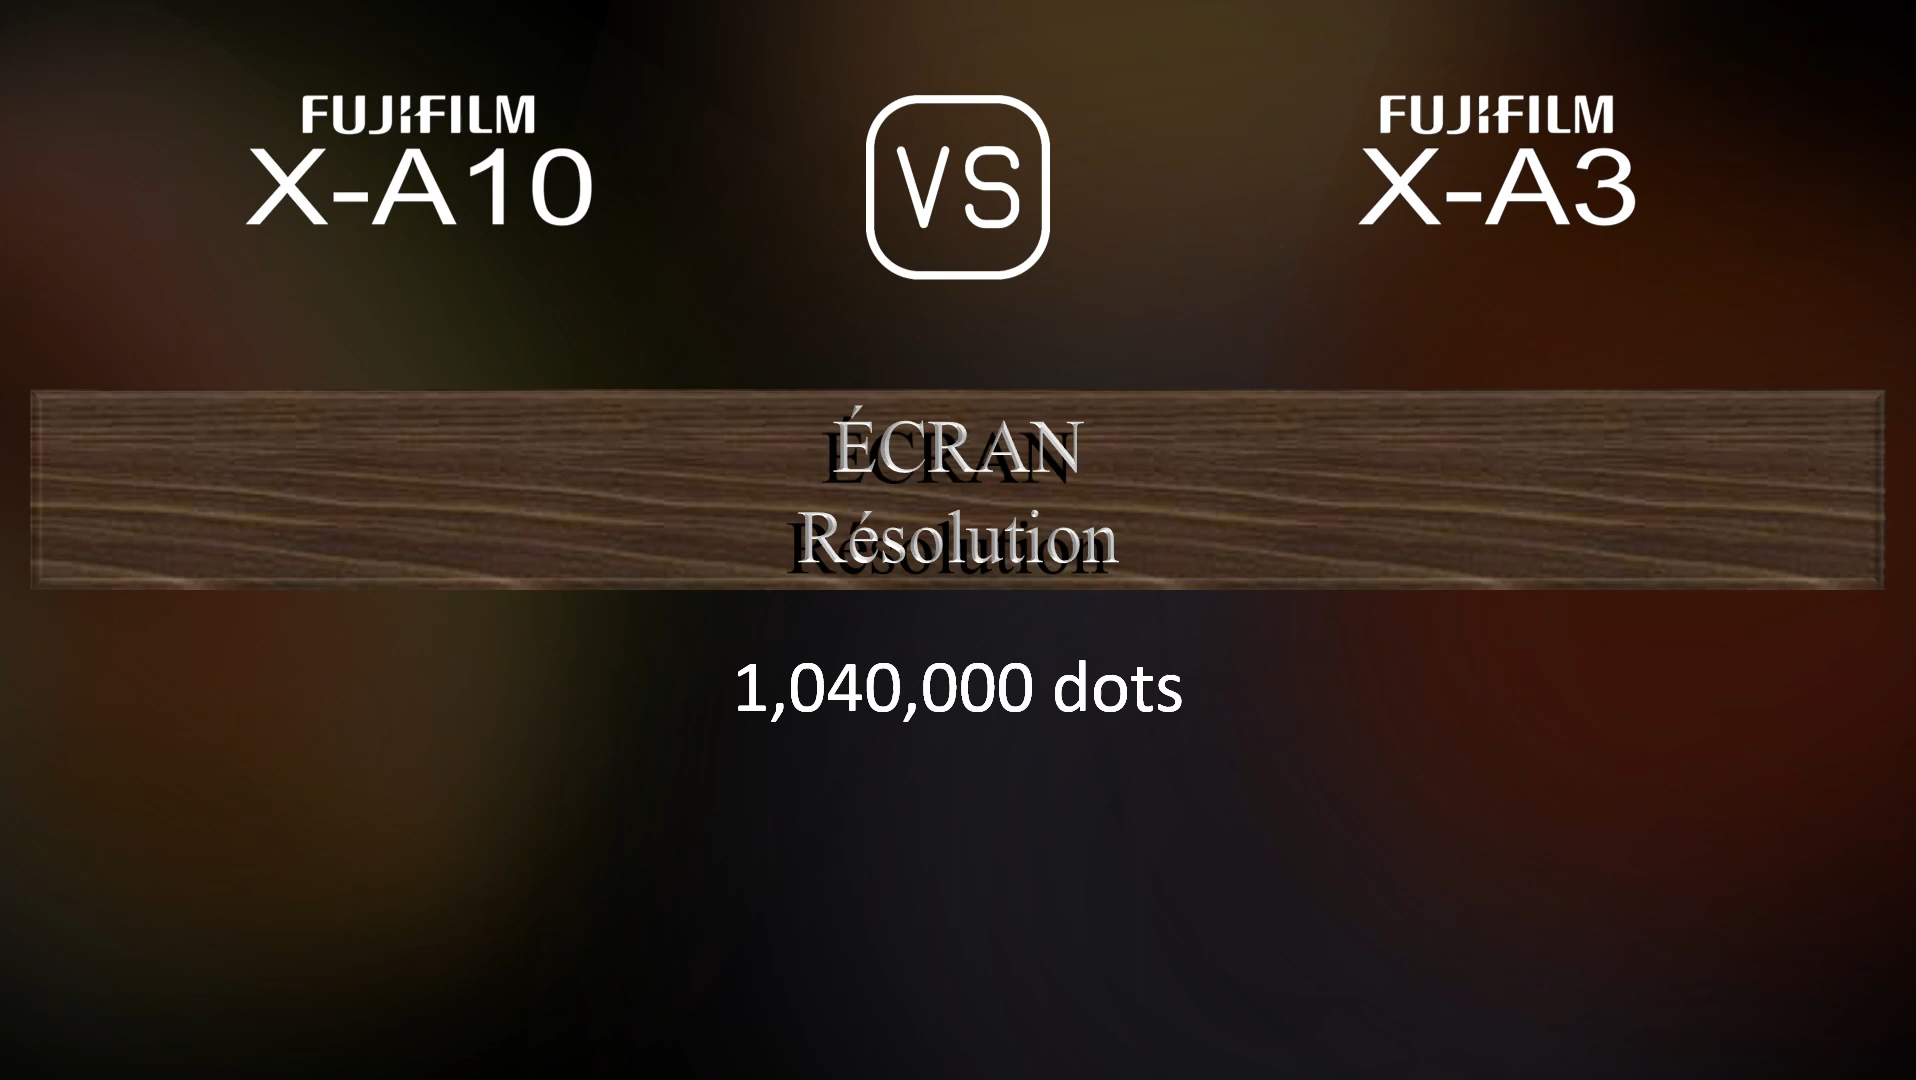 FUJIFILM
X-A10
VS
FUJIFILM
X-A3
ÉCRAN
Résolution
1,040,000 dots